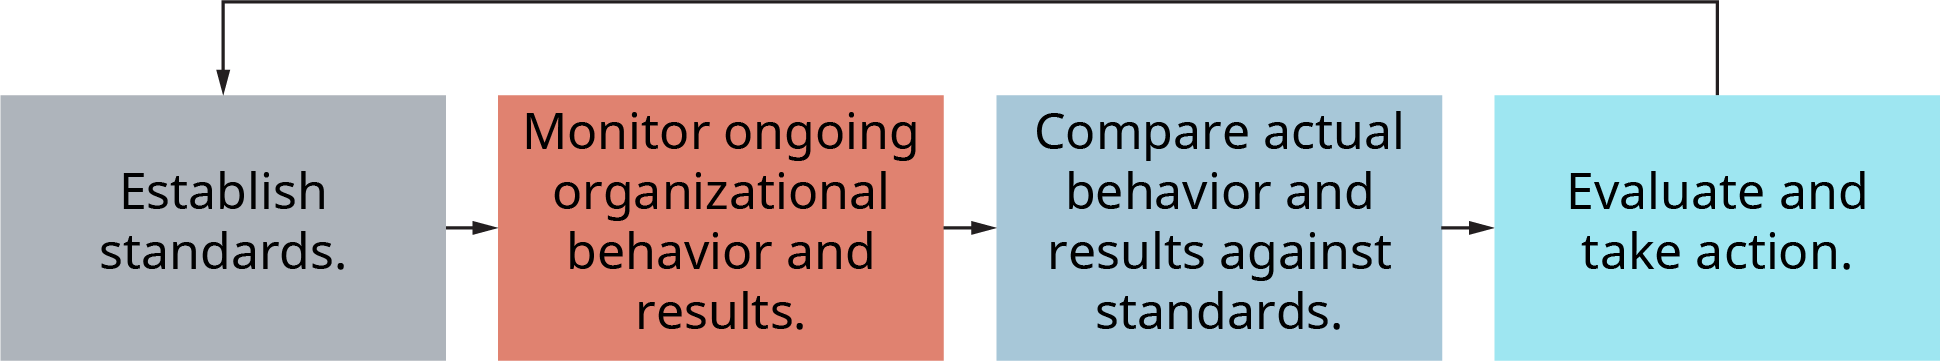 Establish
standards.
Monitor ongoing
organizational
behavior and
results.
Compare actual
behavior and
results against
standards.
Evaluate and
take action.